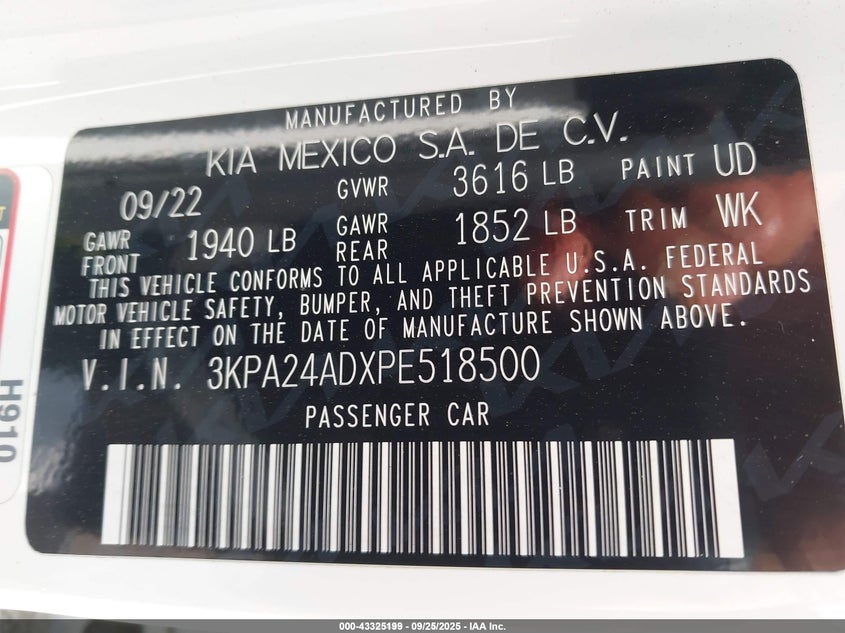 MANUFACTURED BY
KIA MEXICO S.A. DE C.V.
09/22 GVWR 3616 LB PAINT UD
GAWR FRONT 1940 LB GAWR REAR 1852 LB TRIM WK
THIS VEHICLE CONFORMS TO ALL APPLICABLE U.S.A. FEDERAL
MOTOR VEHICLE SAFETY, BUMPER, AND THEFT PREVENTION STANDARDS
IN EFFECT ON THE DATE OF MANUFACTURE SHOWN ABOVE.
V.I.N. 3KPA24ADXPE518500
PASSENGER CAR
H910
000-43325199 - 09/25/2025 - IAA Inc.